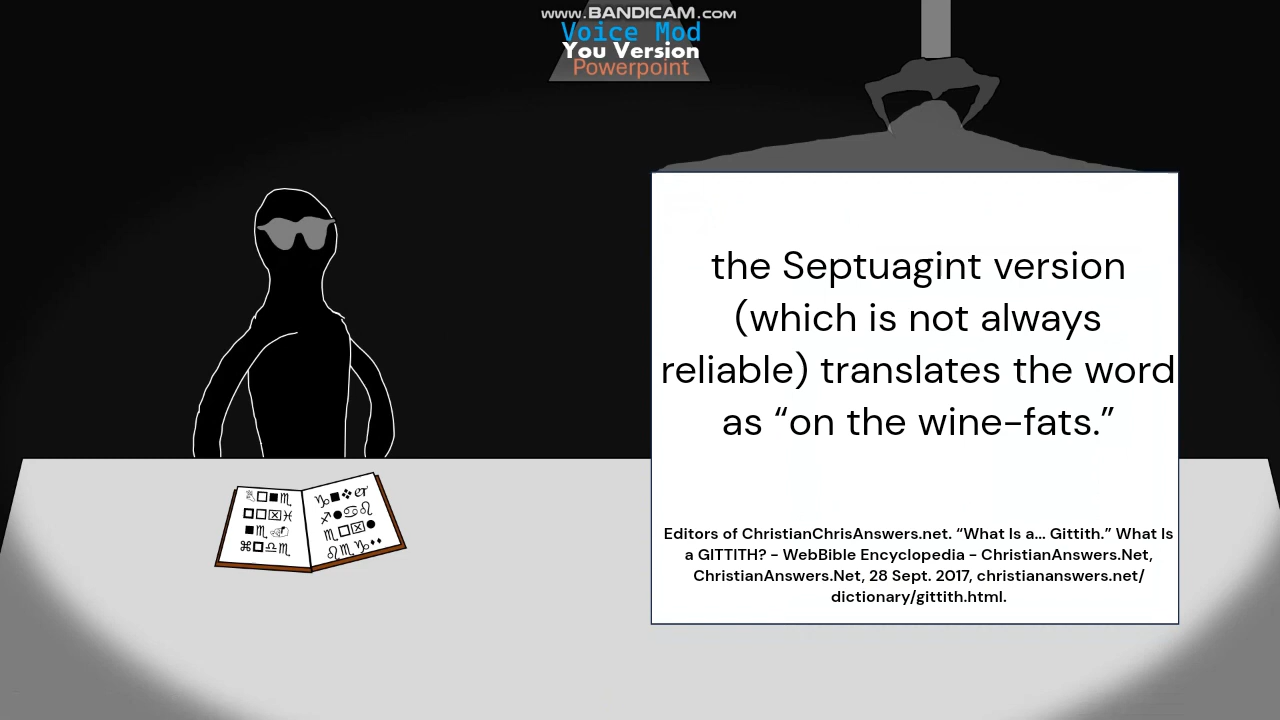 www.BANDICAM.com
Voice Mod
You Version
Powerpoint
the Septuagint version
(which is not always
reliable) translates the word
as “on the wine-fats.”
Editors of ChristianChrisAnswers.net. “What Is a... Gittith.” What Is
a GITTITH? - WebBible Encyclopedia - ChristianAnswers.Net,
ChristianAnswers.Net, 28 Sept. 2017, christiananswers.net/
dictionary/gittith.html.